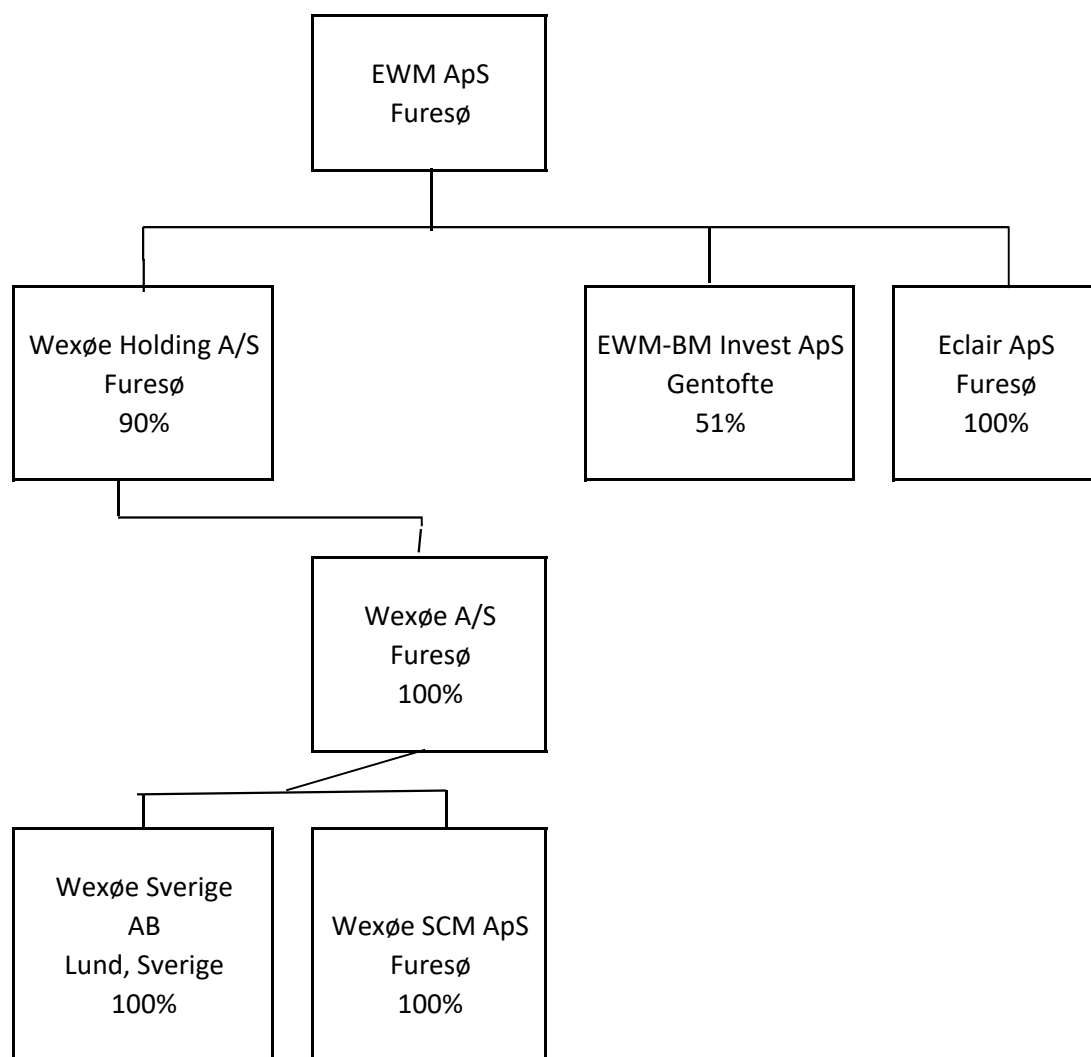 EWM ApS
Furesø
Wexøe Holding A/S
Furesø
90%
EWM-BM Invest ApS
Gentofte
51%
Eclair ApS
Furesø
100%
Wexøe A/S
Furesø
100%
Wexøe Sverige
AB
Lund, Sverige
100%
Wexøe SCM ApS
Furesø
100%